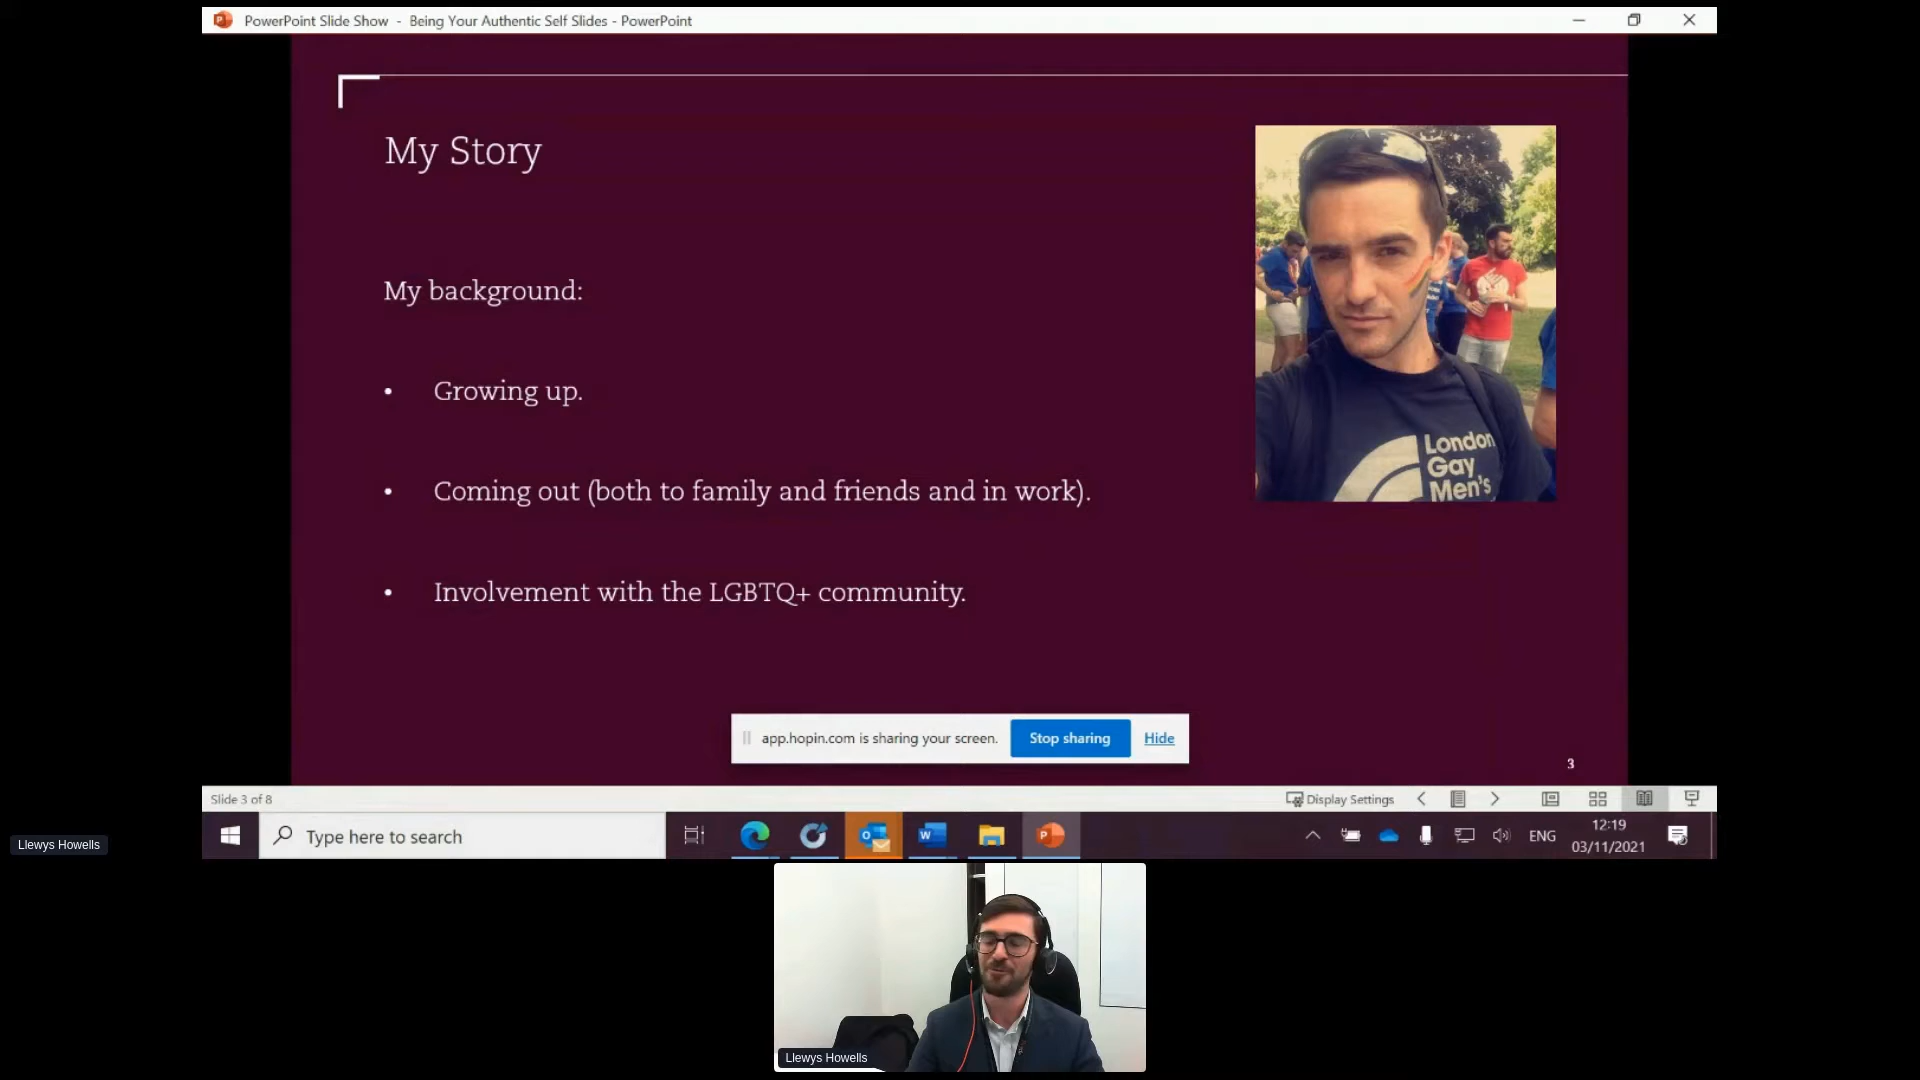 PowerPoint Slide Show - Being Your Authentic Self Slides - PowerPoint
My Story
My background:
• Growing up.
• Coming out (both to family and friends and in work).
• Involvement with the LGBTQ+ community.
London
Gay
Men's
app.hopin.com is sharing your screen. Stop sharing Hide
3
Slide 3 of 8
Display Settings
Type here to search
ENG
12:19
03/11/2021
Llewys Howells
Llewys Howells